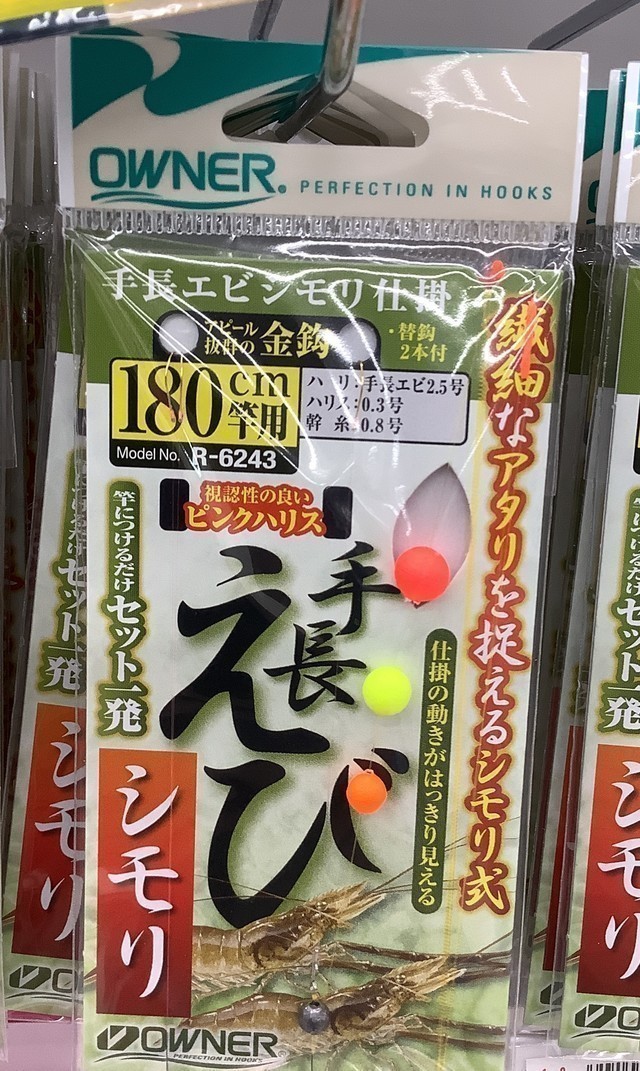 OWNER.
PERFECTION IN HOOKS
手長エビシモリ仕掛
アピール
抜群の金鈎
・替鈎
2本付
180cm
竿用
ハリ:手長エビ2.5号
ハリス:0.3号
幹糸:0.8号
Model No. R-6243
視認性の良い
ピンクハリス
繊細なアタリを捉えるシモリ式
竿につけるだけセット一発
手長えび
仕掛の動きがはっきり見える
シモリ
OWNER
PERFECTION IN HOOKS